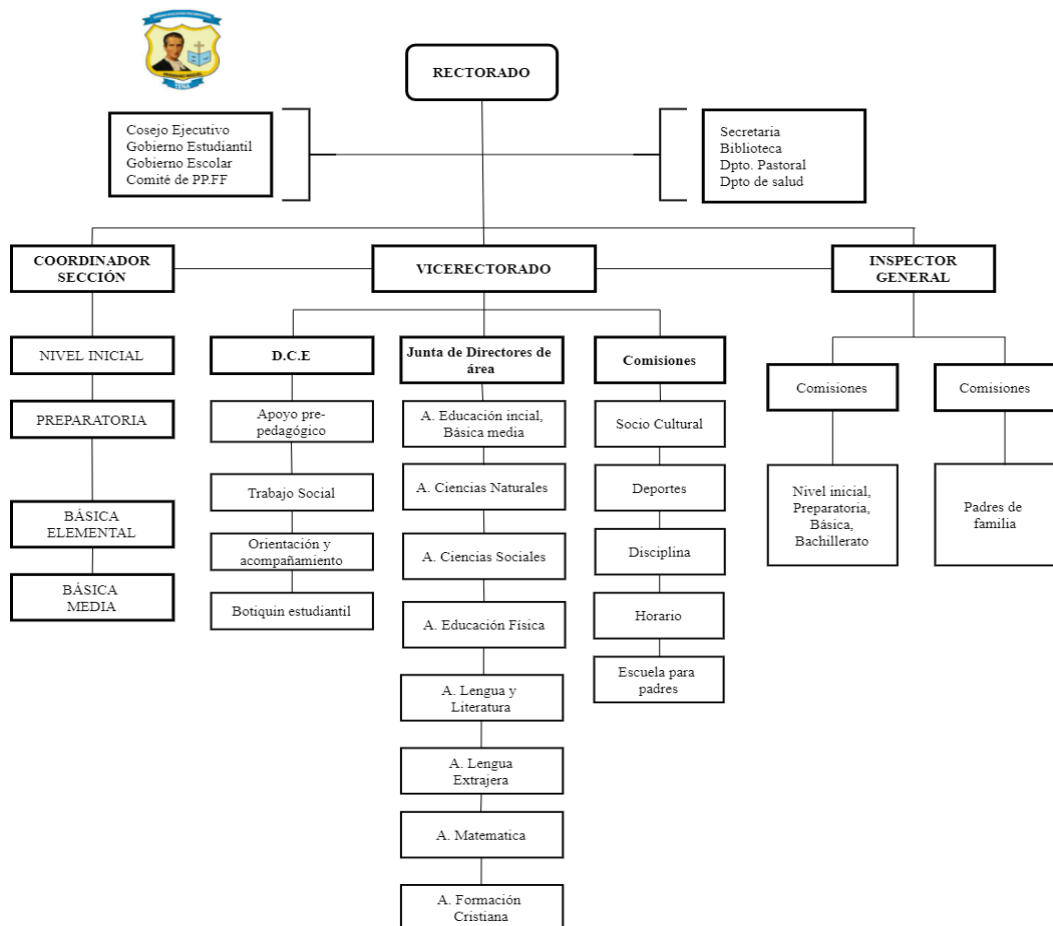 HERMANO MIGUEL
TENA
RECTORADO
Cosejo Ejecutivo
Gobierno Estudiantil
Gobierno Escolar
Comité de PP.FF
Secretaria
Biblioteca
Dpto. Pastoral
Dpto de salud
COORDINADOR
SECCIÓN
VICERECTORADO
INSPECTOR
GENERAL
NIVEL INICIAL
PREPARATORIA
BÁSICA
ELEMENTAL
BÁSICA
MEDIA
D.C.E
Apoyo pre-
pedagógico
Trabajo Social
Orientación y
acompañamiento
Botiquin estudiantil
Junta de Directores de
área
A. Educación incial,
Básica media
A. Ciencias Naturales
A. Ciencias Sociales
A. Educación Física
A. Lengua y
Literatura
A. Lengua
Extrajera
A. Matematica
A. Formación
Cristiana
Comisiones
Socio Cultural
Deportes
Disciplina
Horario
Escuela para
padres
Comisiones
Nivel inicial,
Preparatoria,
Básica,
Bachillerato
Comisiones
Padres de
familia